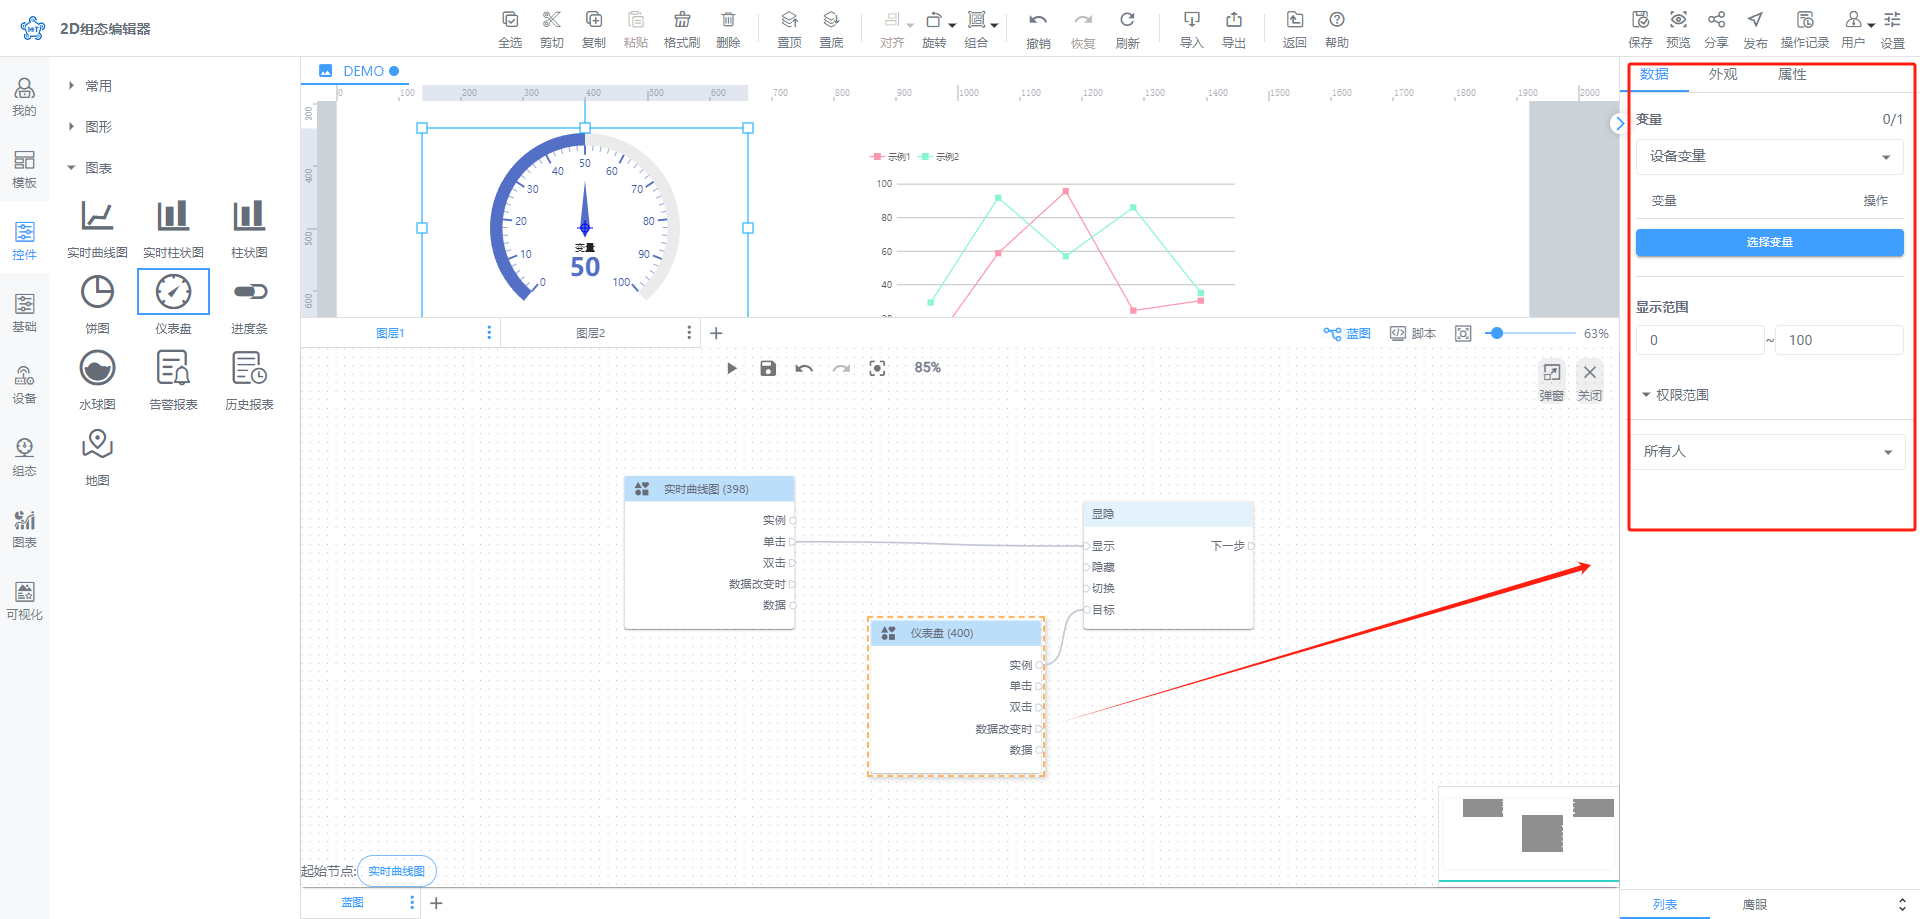 2D组态编辑器
全选 剪切 复制 粘贴 格式刷 删除 置顶 置底 对齐 旋转 组合 撤销 恢复 刷新 导入 导出 返回 帮助 保存 预览 分享 发布 操作记录 用户 设置
我的
模板
控件
基础
设备
组态
图表
可视化
常用
图形
图表
实时曲线图 实时柱状图 柱状图
饼图 仪表盘 进度条
水球图 告警报表 历史报表
地图
DEMO
0 100 200 300 400 500 600 700 800 900 1000 1100 1200 1300 1400 1500 1600 1700 1800 1900 2000
300
400
500
600
0 10 20 30 40 50 60 70 80 90 100
变量
50
示例1 示例2
100
80
60
40
图层1 图层2 +
蓝图 脚本 63%
85%
弹窗 关闭
实时曲线图 (398)
实例
单击
双击
数据改变时
数据
显隐
显示 下一步
隐藏
切换
目标
仪表盘 (400)
实例
单击
双击
数据改变时
数据
起始节点: 实时曲线图
蓝图 +
数据 外观 属性
变量 0/1
设备变量
变量 操作
选择变量
显示范围
0 ~ 100
权限范围
所有人
列表 鹰眼